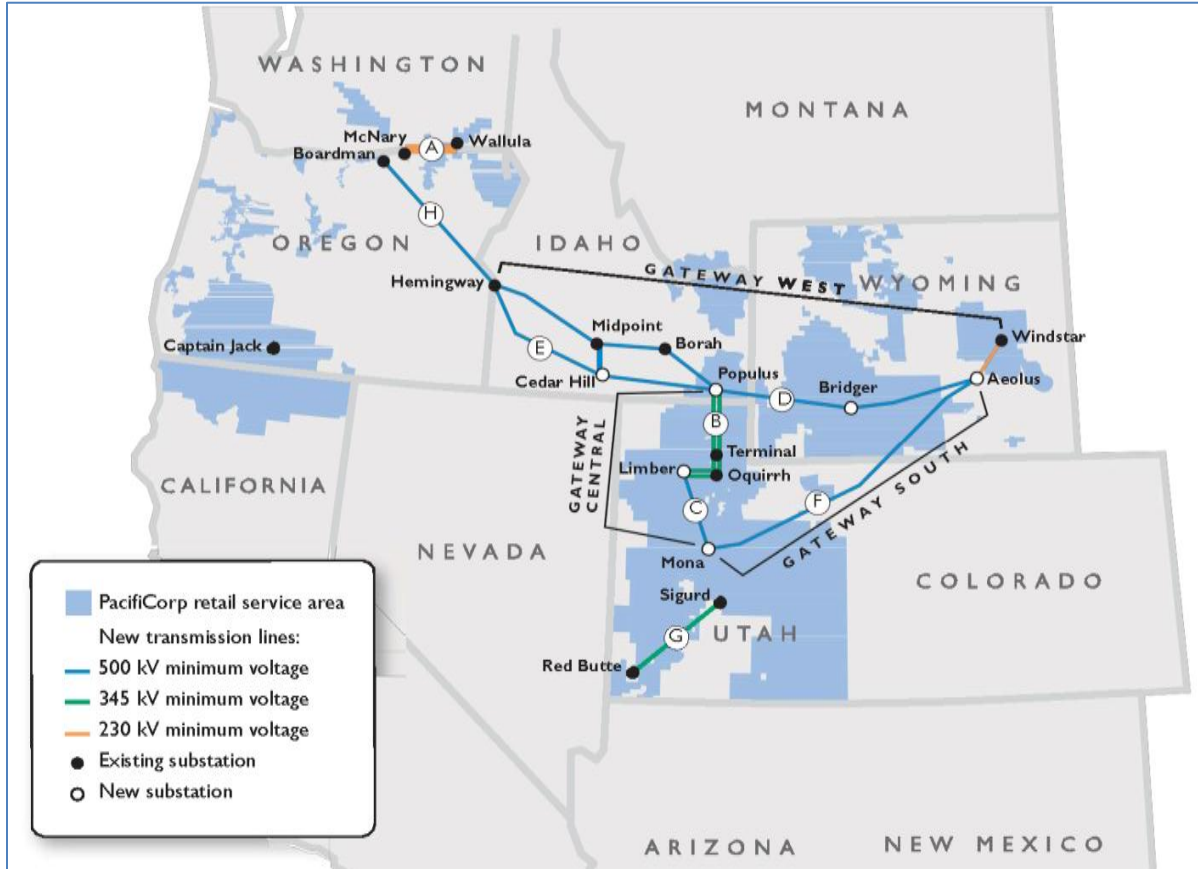 WASHINGTON
MONTANA
McNary
A
Wallula
Boardman
H
OREGON
IDAHO
Hemingway
GATEWAY WEST
WYOMING
Windstar
Captain Jack
E
Midpoint
Borah
Cedar Hill
Populus
D
Bridger
Aeolus
B
GATEWAY CENTRAL
Terminal
Limber
Oquirrh
CALIFORNIA
C
F
GATEWAY SOUTH
NEVADA
Mona
COLORADO
Sigurd
G
UTAH
Red Butte
PacifiCorp retail service area
New transmission lines:
500 kV minimum voltage
345 kV minimum voltage
230 kV minimum voltage
Existing substation
New substation
ARIZONA
NEW MEXICO